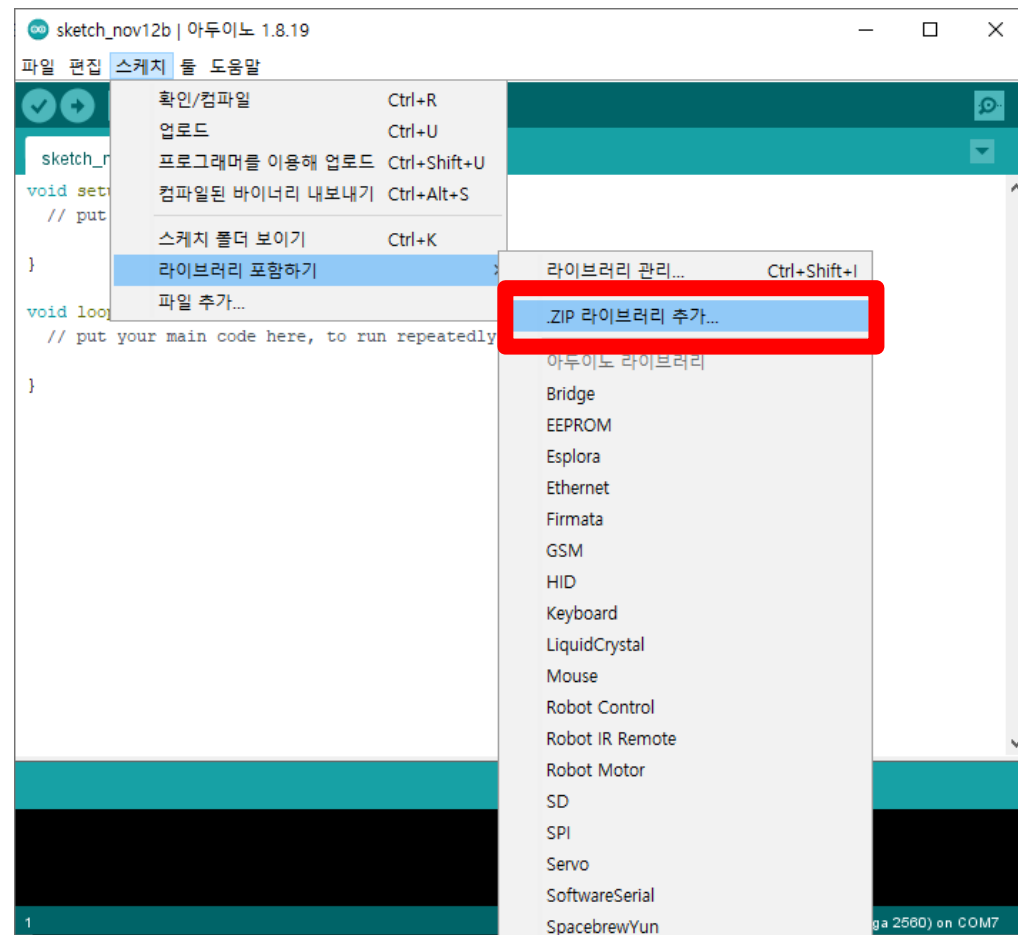 sketch_nov12b | 아두이노 1.8.19
파일 편집 스케치 툴 도움말
확인/컴파일 Ctrl+R
업로드 Ctrl+U
프로그래머를 이용해 업로드 Ctrl+Shift+U
컴파일된 바이너리 내보내기 Ctrl+Alt+S
스케치 폴더 보이기 Ctrl+K
라이브러리 포함하기
파일 추가...
라이브러리 관리... Ctrl+Shift+I
.ZIP 라이브러리 추가...
아두이노 라이브러리
Bridge
EEPROM
Esplora
Ethernet
Firmata
GSM
HID
Keyboard
LiquidCrystal
Mouse
Robot Control
Robot IR Remote
Robot Motor
SD
SPI
Servo
SoftwareSerial
SpacebrewYun
sketch_n
void set
// put
}
void loo
// put your main code here, to run repeatedly
}
1
ga 2560) on COM7